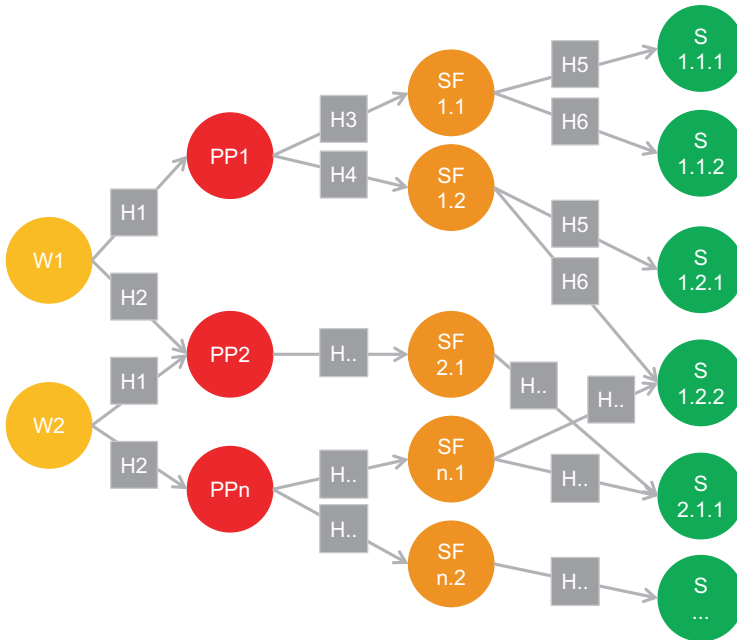 W1
W2
H1
H2
H1
H2
PP1
PP2
PPn
H3
H4
H..
H..
H..
SF
1.1
SF
1.2
SF
2.1
SF
n.1
SF
n.2
H5
H6
H5
H6
H..
H..
H..
H..
S
1.1.1
S
1.1.2
S
1.2.1
S
1.2.2
S
2.1.1
S
...